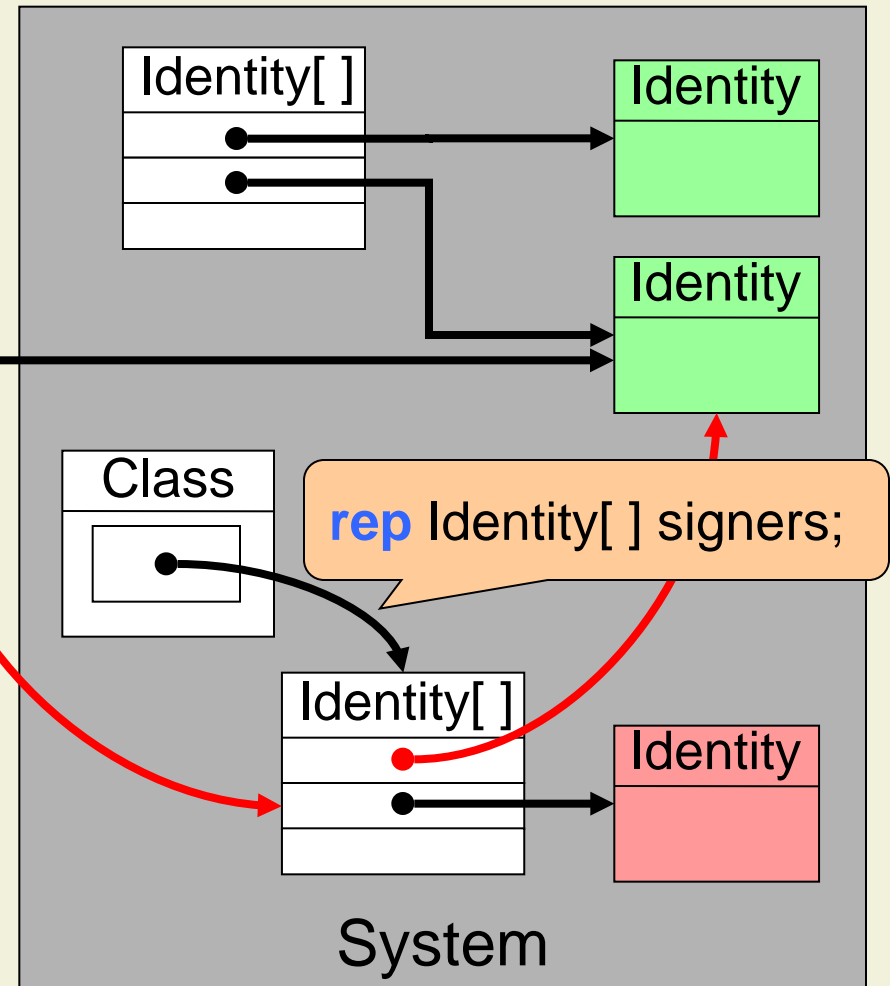 Identity[ ]
Identity
Identity
Class
rep Identity[ ] signers;
Identity[ ]
Identity
System